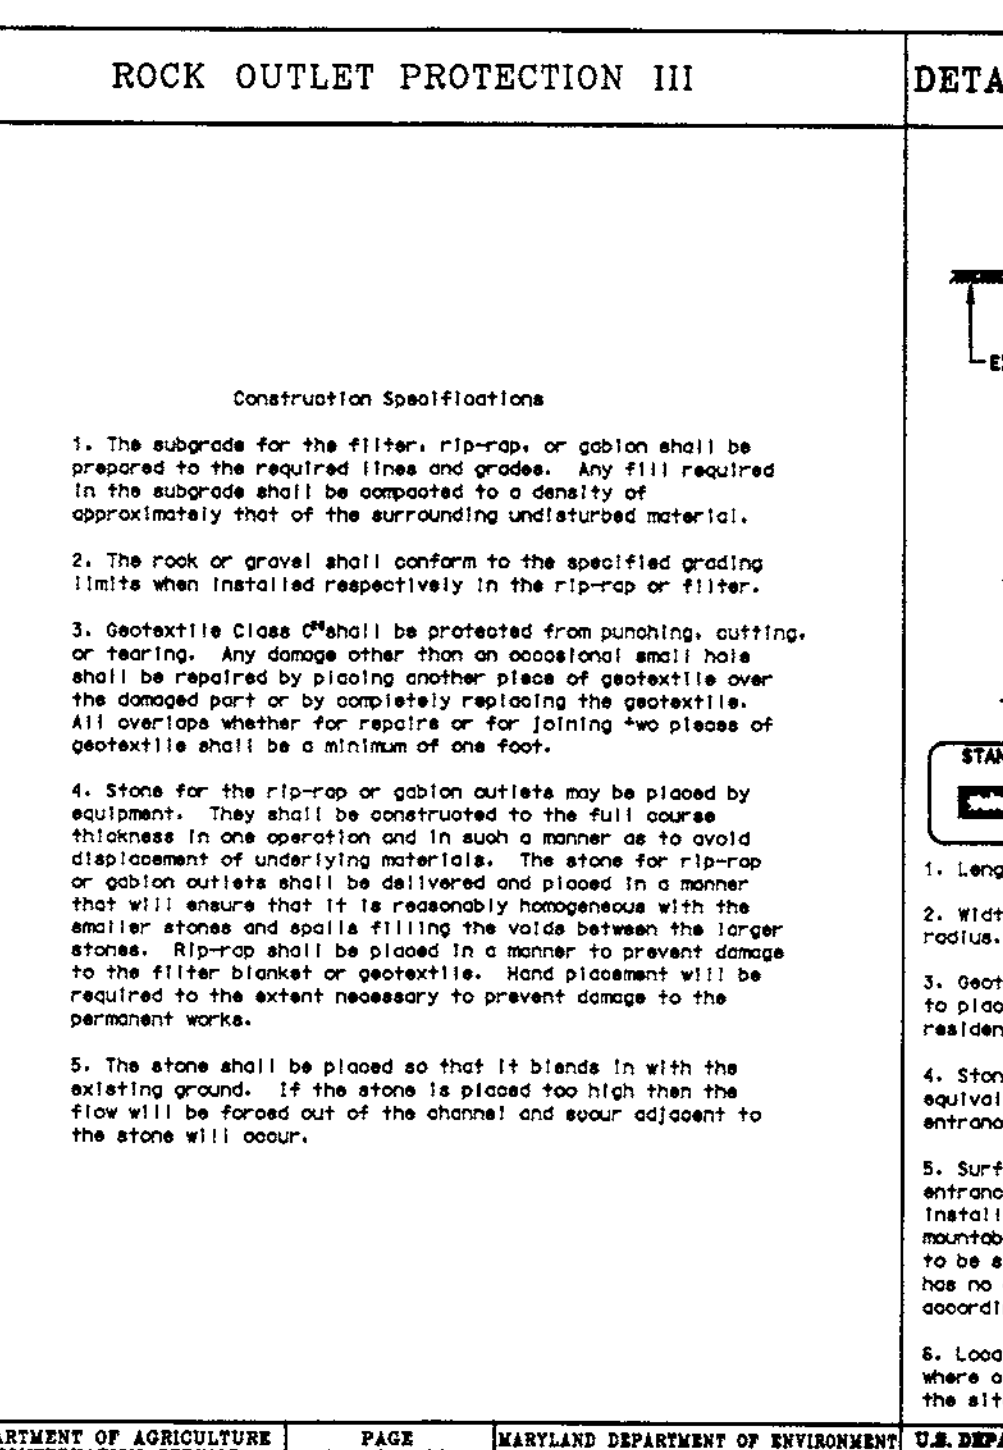 ROCK OUTLET PROTECTION III
Construction Specifications
1. The subgrade for the filter, rip-rap, or gabion shall be
prepared to the required lines and grades. Any fill required
in the subgrade shall be compacted to a density of
approximately that of the surrounding undisturbed material.
2. The rock or gravel shall conform to the specified grading
limits when installed respectively in the rip-rap or filter.
3. Geotextile Class C shall be protected from punching, cutting,
or tearing. Any damage other than an occasional small hole
shall be repaired by placing another piece of geotextile over
the damaged part or by completely replacing the geotextile.
All overlaps whether for repairs or for joining two pieces of
geotextile shall be a minimum of one foot.
4. Stone for the rip-rap or gabion outlets may be placed by
equipment. They shall be constructed to the full course
thickness in one operation and in such a manner as to avoid
displacement of underlying materials. The stone for rip-rap
or gabion outlets shall be delivered and placed in a manner
that will ensure that it is reasonably homogeneous with the
smaller stones and spalls filling the voids between the larger
stones. Rip-rap shall be placed in a manner to prevent damage
to the filter blanket or geotextile. Hand placement will be
required to the extent necessary to prevent damage to the
permanent works.
5. The stone shall be placed so that it blends in with the
existing ground. If the stone is placed too high then the
flow will be forced out of the channel and scour adjacent to
the stone will occur.
ARTMENT OF AGRICULTURE
PAGE
MARYLAND DEPARTMENT OF ENVIRONMENT
DETA
E
STAN
1. Leng
2. Widt
radius.
3. Geot
to plac
residen
4. Ston
equival
entranc
5. Surf
entranc
install
mountab
to be s
has no
accordi
6. Loca
where c
the sit
U.S. DEPA